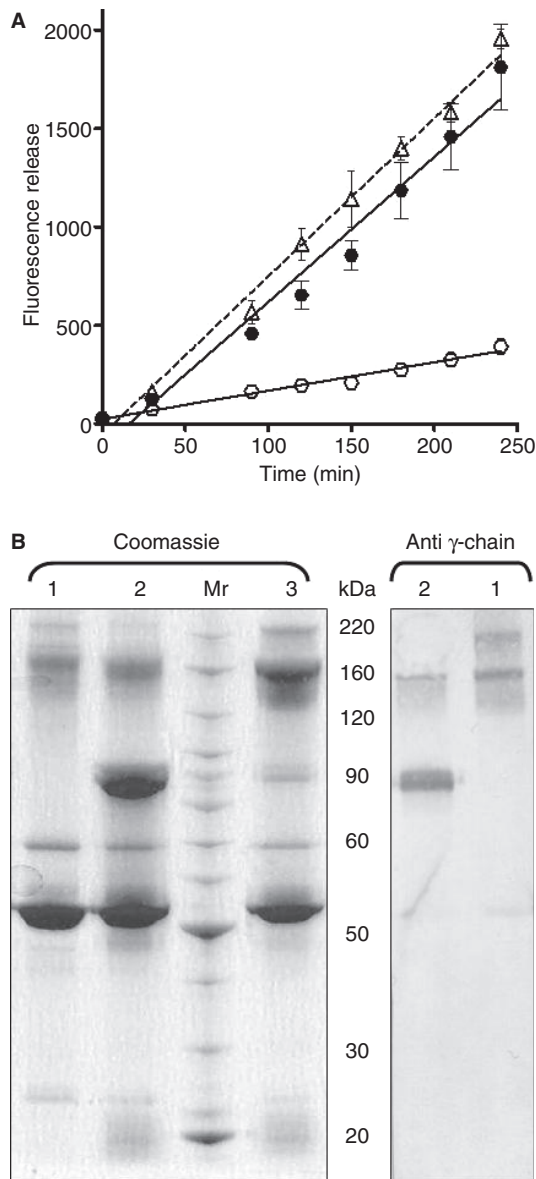 A
2000
1500
1000
500
0
Fluorescence release
0 50 100 150 200 250
Time (min)
B
Coomassie Anti γ-chain
1 2 Mr 3 kDa 2 1
220
160
120
90
60
50
30
20